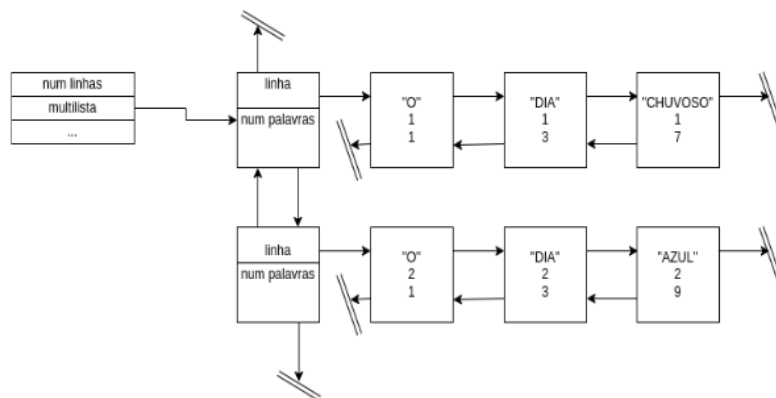 num linhas
multilista
...
linha
num palavras
"O"
1
1
"DIA"
1
3
"CHUVOSO"
1
7
linha
num palavras
"O"
2
1
"DIA"
2
3
"AZUL"
2
9